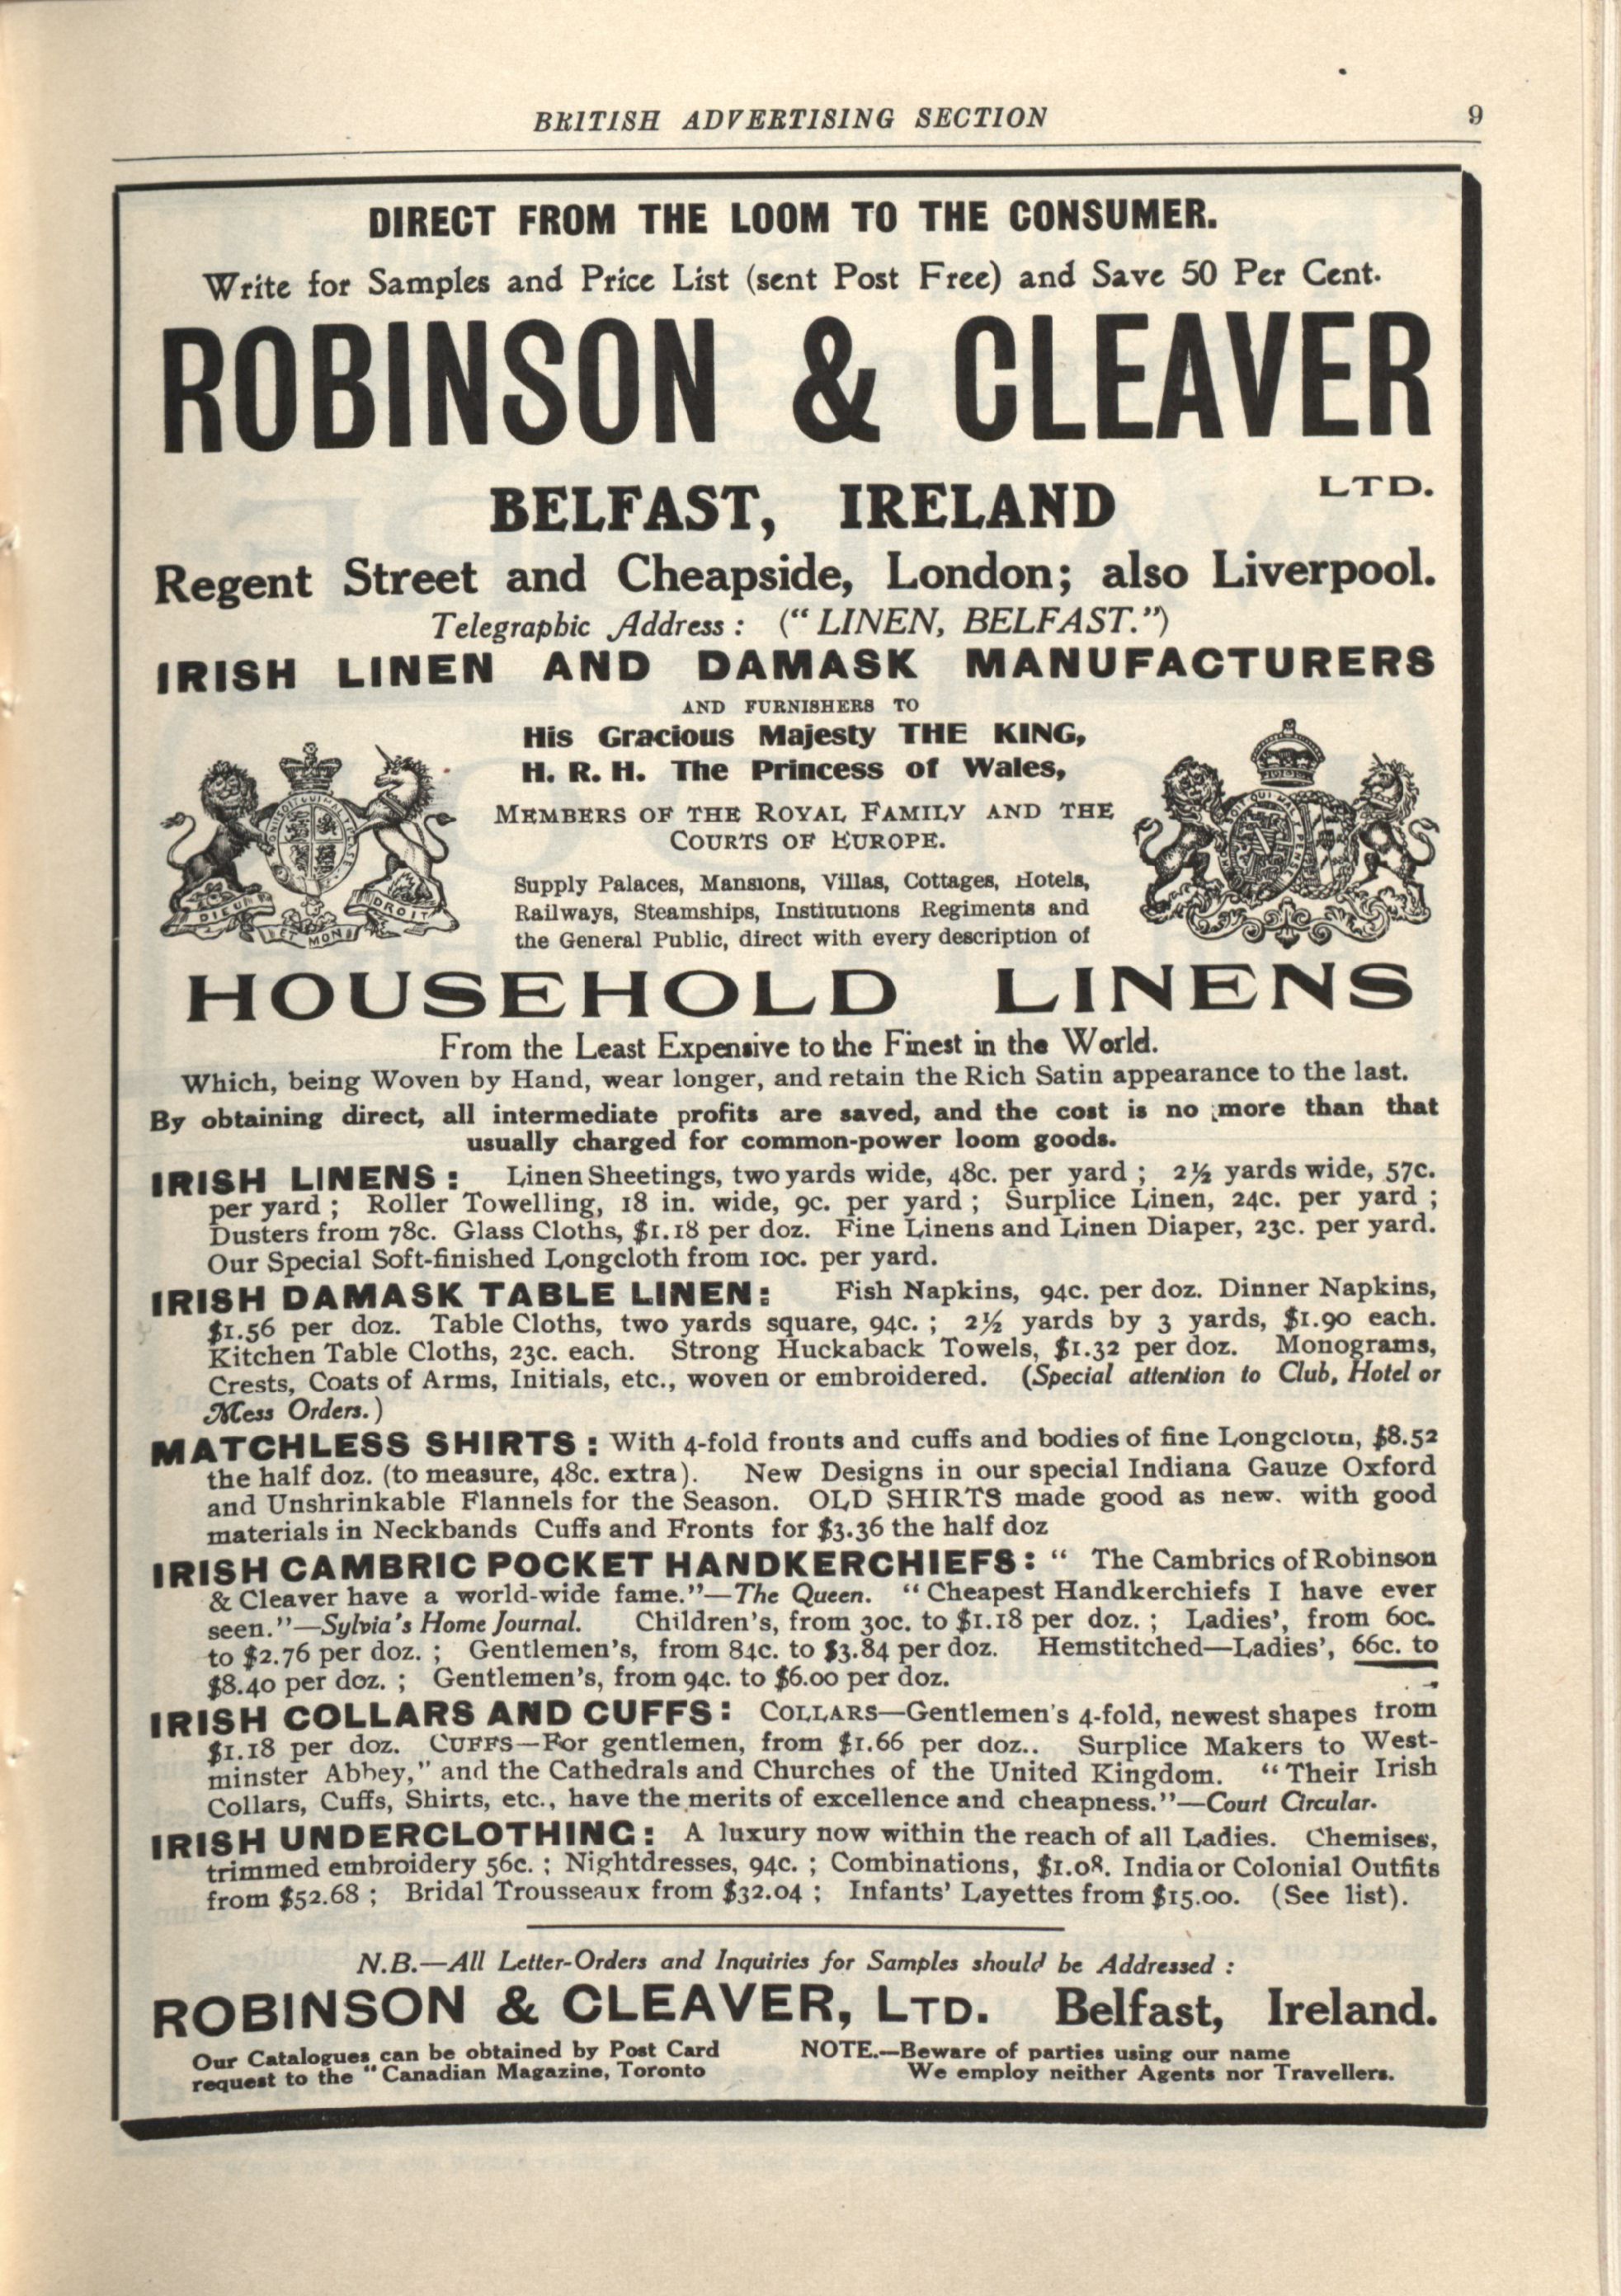 BRITISH ADVERTISING SECTION 9
DIRECT FROM THE LOOM TO THE CONSUMER.
Write for Samples and Price List (sent Post Free) and Save 50 Per Cent.
ROBINSON & CLEAVER
BELFAST, IRELAND LTD.
Regent Street and Cheapside, London; also Liverpool.
Telegraphic Address: ("LINEN, BELFAST.")
IRISH LINEN AND DAMASK MANUFACTURERS
AND FURNISHERS TO
His Gracious Majesty THE KING,
H. R. H. The Princess of Wales,
MEMBERS OF THE ROYAL FAMILY AND THE
COURTS OF EUROPE.
Supply Palaces, Mansions, Villas, Cottages, Hotels,
Railways, Steamships, Institutions Regiments and
the General Public, direct with every description of
DIEU
ET MON
DROIT
HOUSEHOLD LINENS
From the Least Expensive to the Finest in the World.
Which, being Woven by Hand, wear longer, and retain the Rich Satin appearance to the last.
By obtaining direct, all intermediate profits are saved, and the cost is no more than that
usually charged for common-power loom goods.
IRISH LINENS: Linen Sheetings, two yards wide, 48c. per yard; 2½ yards wide, 57c.
per yard; Roller Towelling, 18 in. wide, 9c. per yard; Surplice Linen, 24c. per yard;
Dusters from 78c. Glass Cloths, $1.18 per doz. Fine Linens and Linen Diaper, 23c. per yard.
Our Special Soft-finished Longcloth from 10c. per yard.
IRISH DAMASK TABLE LINEN: Fish Napkins, 94c. per doz. Dinner Napkins,
$1.56 per doz. Table Cloths, two yards square, 94c.; 2½ yards by 3 yards, $1.90 each.
Kitchen Table Cloths, 23c. each. Strong Huckaback Towels, $1.32 per doz. Monograms,
Crests, Coats of Arms, Initials, etc., woven or embroidered. (Special attention to Club, Hotel or
Mess Orders.)
MATCHLESS SHIRTS: With 4-fold fronts and cuffs and bodies of fine Longcloth, $8.52
the half doz. (to measure, 48c. extra). New Designs in our special Indiana Gauze Oxford
and Unshrinkable Flannels for the Season. OLD SHIRTS made good as new. with good
materials in Neckbands Cuffs and Fronts for $3.36 the half doz
IRISH CAMBRIC POCKET HANDKERCHIEFS: " The Cambrics of Robinson
& Cleaver have a world-wide fame."—The Queen. "Cheapest Handkerchiefs I have ever
seen."—Sylvia's Home Journal. Children's, from 30c. to $1.18 per doz.; Ladies', from 60c.
to $2.76 per doz.; Gentlemen's, from 84c. to $3.84 per doz. Hemstitched—Ladies', 66c. to
$8.40 per doz.; Gentlemen's, from 94c. to $6.00 per doz.
IRISH COLLARS AND CUFFS: COLLARS—Gentlemen's 4-fold, newest shapes from
$1.18 per doz. CUFFS—For gentlemen, from $1.66 per doz.. Surplice Makers to West-
minster Abbey," and the Cathedrals and Churches of the United Kingdom. "Their Irish
Collars, Cuffs, Shirts, etc., have the merits of excellence and cheapness."—Court Circular.
IRISH UNDERCLOTHING: A luxury now within the reach of all Ladies. Chemises,
trimmed embroidery 56c.; Nightdresses, 94c.; Combinations, $1.08. India or Colonial Outfits
from $52.68; Bridal Trousseaux from $32.04; Infants' Layettes from $15.00. (See list).
N.B.—All Letter-Orders and Inquiries for Samples should be Addressed:
ROBINSON & CLEAVER, LTD. Belfast, Ireland.
Our Catalogues can be obtained by Post Card
request to the "Canadian Magazine, Toronto
NOTE.—Beware of parties using our name
We employ neither Agents nor Travellers.